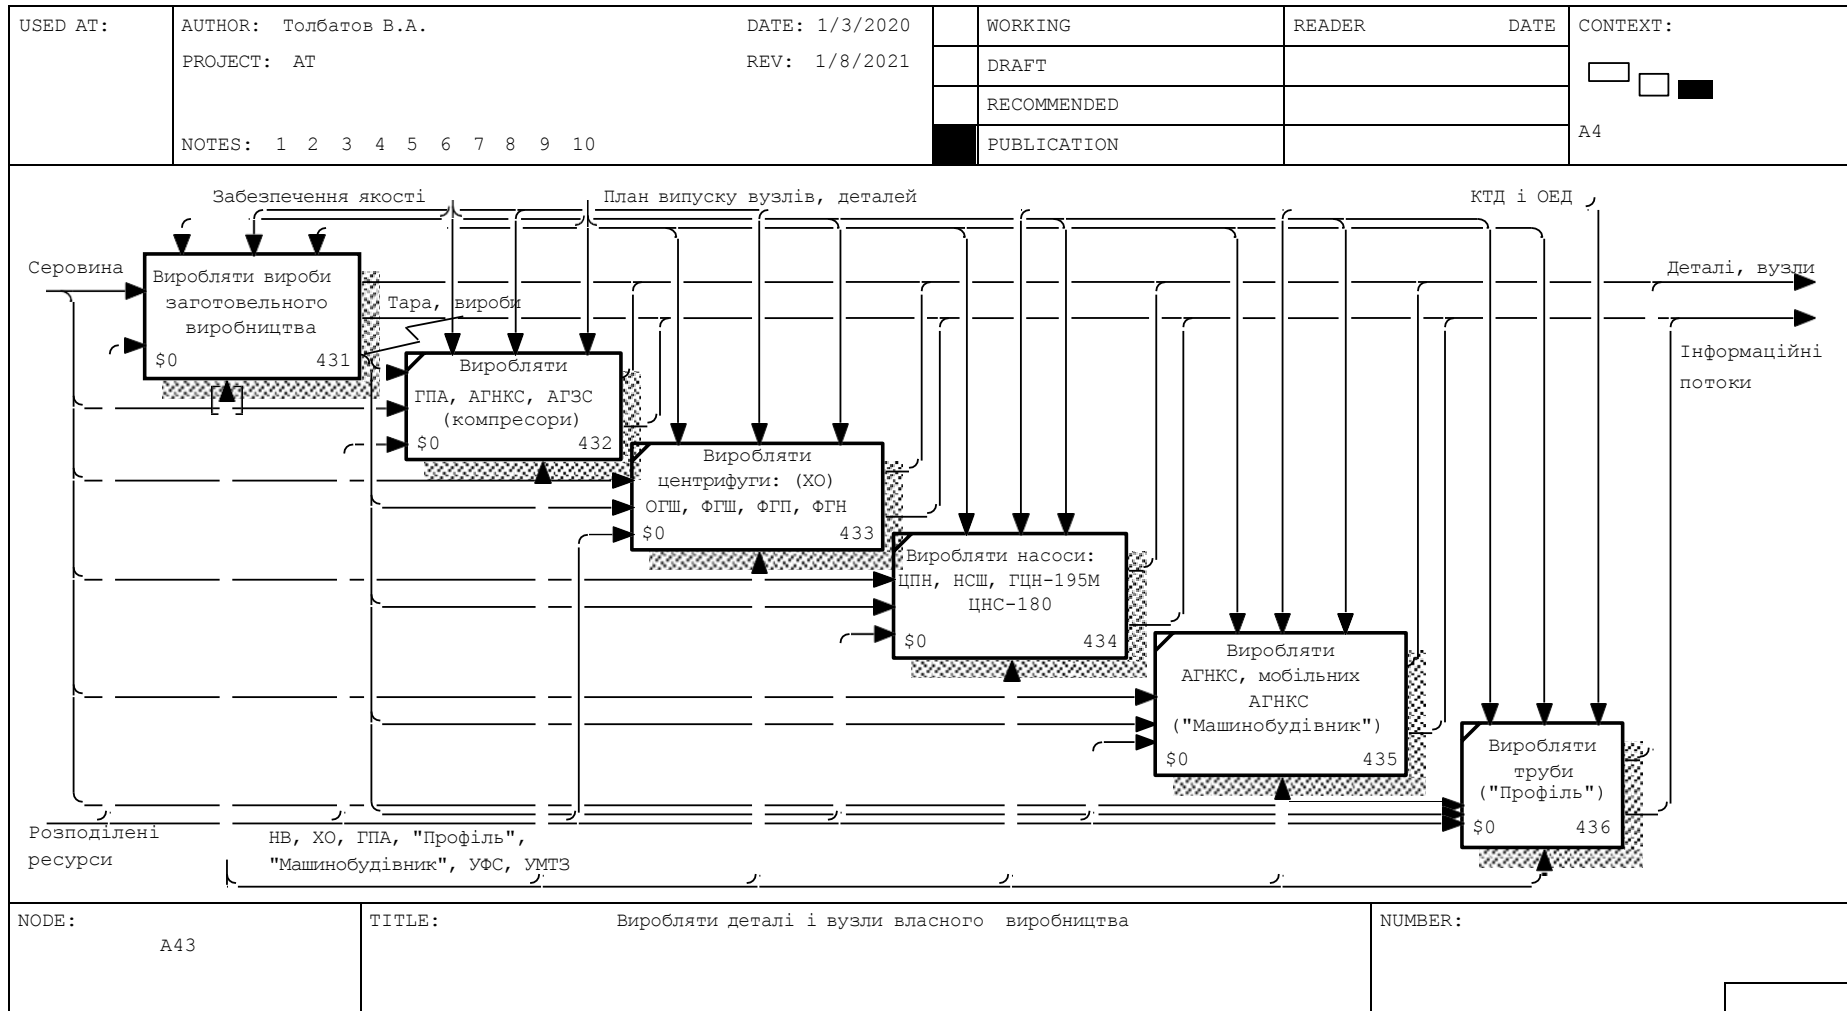 USED AT:
AUTHOR: Толбатов В.А.
DATE: 1/3/2020
PROJECT: АТ
REV: 1/8/2021
NOTES: 1 2 3 4 5 6 7 8 9 10
WORKING
DRAFT
RECOMMENDED
PUBLICATION
READER DATE
CONTEXT:
A4
Забезпечення якості
План випуску вузлів, деталей
КТД і ОЕД
Серовина
Виробляти вироби
заготовельного
виробництва
$0 431
Тара, вироби
Деталі, вузли
Інформаційні
потоки
Виробляти
ГПА, АГНКС, АГЗС
(компресори)
$0 432
Виробляти
центрифуги: (ХО)
ОГШ, ФГШ, ФГП, ФГН
$0 433
Виробляти насоси:
ЦПН, НСШ, ГЦН-195М
ЦНС-180
$0 434
Виробляти
АГНКС, мобільних
АГНКС
("Машинобудівник")
$0 435
Виробляти
труби
("Профіль")
$0 436
Розподілені
ресурси
НВ, ХО, ГПА, "Профіль",
"Машинобудівник", УФС, УМТЗ
NODE:
A43
TITLE:
Виробляти деталі і вузли власного виробництва
NUMBER: